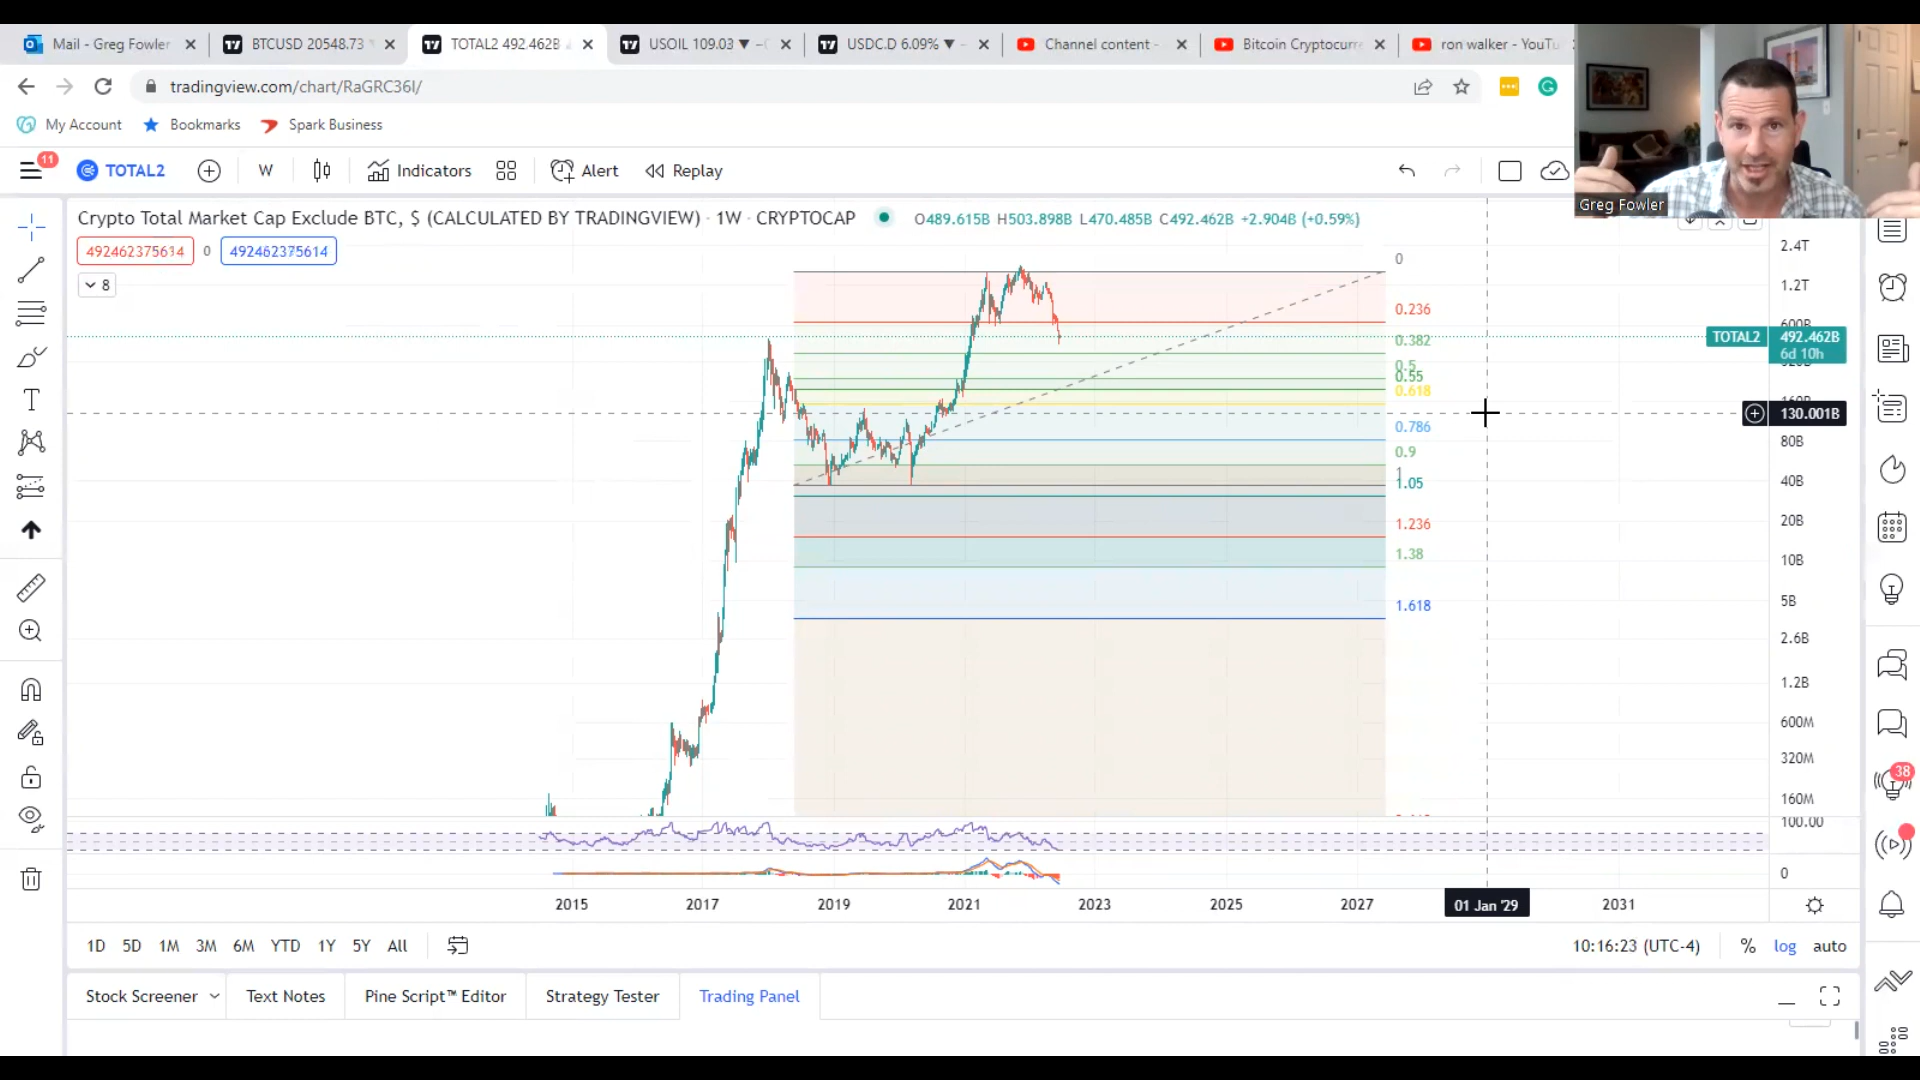 Mail - Greg Fowler
BTCUSD 20548.73
TOTAL2 492.462B
USOIL 109.03 ▼
USDC.D 6.09% ▼
Channel content -
Bitcoin Cryptocurre
ron walker - YouTu
tradingview.com/chart/RaGRC36I/
My Account
Bookmarks
Spark Business
Greg Fowler
11
TOTAL2
W
Indicators
Alert
Replay
Crypto Total Market Cap Exclude BTC, $ (CALCULATED BY TRADINGVIEW) · 1W · CRYPTOCAP
O489.615B H503.898B L470.485B C492.462B +2.904B (+0.59%)
492462375614
0
492462375614
8
0
0.236
0.382
0.5
0.55
0.618
0.786
0.9
1
1.05
1.236
1.38
1.618
2.4T
1.2T
600B
TOTAL2
492.462B
6d 10h
130.001B
80B
40B
20B
10B
5B
2.6B
1.2B
600M
320M
160M
100.00
0
38
2015
2017
2019
2021
2023
2025
2027
01 Jan '29
2031
1D
5D
1M
3M
6M
YTD
1Y
5Y
All
10:16:23 (UTC-4)
%
log
auto
Stock Screener
Text Notes
Pine Script™ Editor
Strategy Tester
Trading Panel